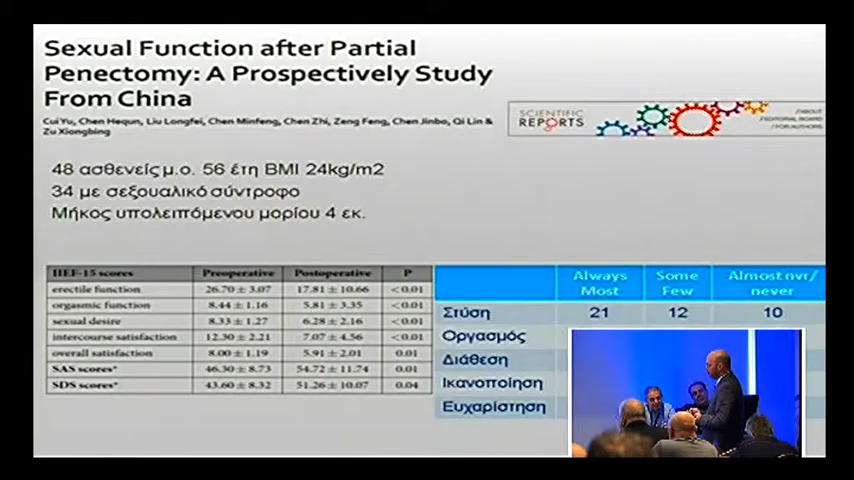 Sexual Function after Partial
Penectomy: A Prospectively Study
From China
Cui Yu, Chen Hequn, Liu Longfei, Chen Minfeng, Chen Zhi, Zeng Feng, Chen Jinbo, Qi Lin &
Zu Xiongbing
SCIENTIFIC
REPORTS
//ABOUT
//EDITORIAL BOARD
//FOR AUTHORS
48 ασθενείς μ.ο. 56 έτη BMI 24kg/m2
34 με σεξουαλικό σύντροφο
Μήκος υπολειπόμενου μορίου 4 εκ.
IIEF-15 scores Preoperative Postoperative P
erectile function 26.70 ± 3.07 17.81 ± 10.66 <0.01
orgasmic function 8.44 ± 1.16 5.81 ± 3.35 <0.01
sexual desire 8.33 ± 1.27 6.28 ± 2.16 <0.01
intercourse satisfaction 12.30 ± 2.21 7.07 ± 4.56 <0.01
overall satisfaction 8.00 ± 1.19 5.91 ± 2.01 0.01
SAS scores* 46.30 ± 8.73 54.72 ± 11.74 0.01
SDS scores* 43.60 ± 8.32 51.26 ± 10.07 0.04
Always Most Some Few Almost nvr/ never
Στύση 21 12 10
Οργασμός
Διάθεση
Ικανοποίηση
Ευχαρίστηση